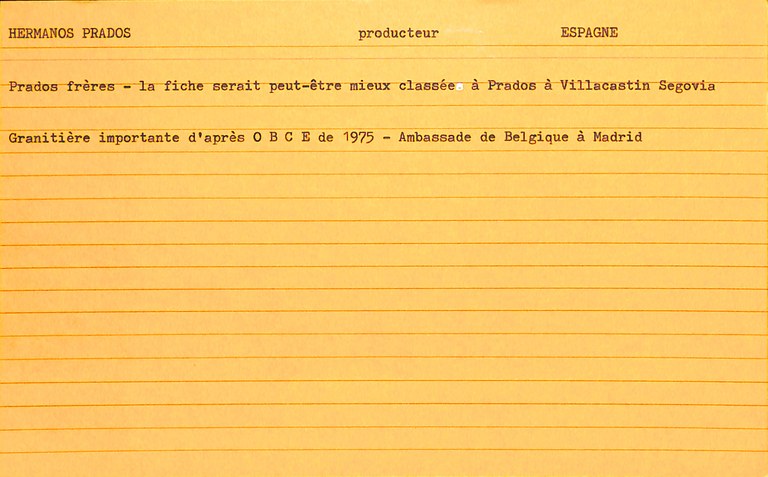 HERMANOS PRADOS producteur ESPAGNE
Prados frères - la fiche serait peut-être mieux classée à Prados à Villacastin Segovia
Granitière importante d'après O B C E de 1975 - Ambassade de Belgique à Madrid